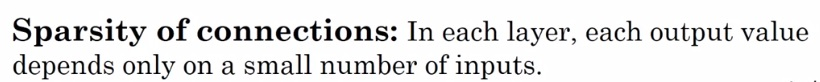 Sparsity of connections: In each layer, each output value
depends only on a small number of inputs.